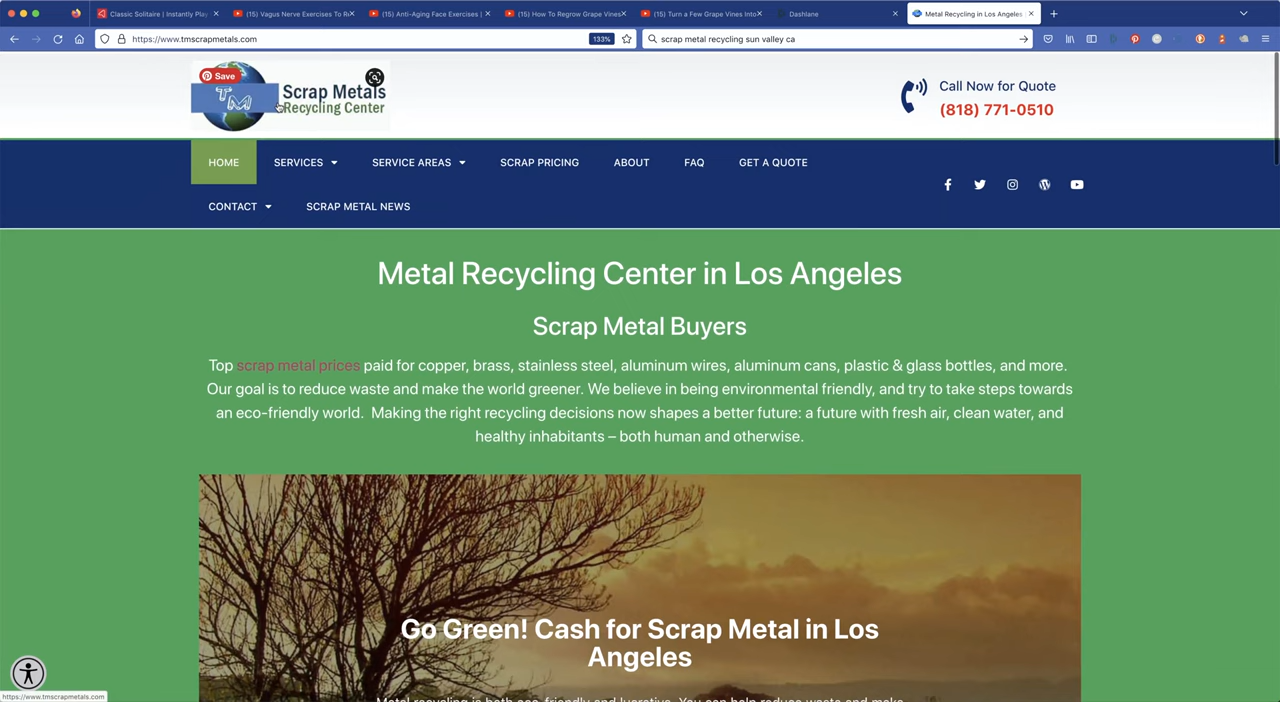 Classic Solitaire | Instantly Play
(15) Vagus Nerve Exercises To Re
(15) Anti-Aging Face Exercises |
(15) How To Regrow Grape Vines
(15) Turn a Few Grape Vines Into
Dashlane
Metal Recycling in Los Angeles
https://www.tmscrapmetals.com
133%
scrap metal recycling sun valley ca
Save
TM
Scrap Metals
Recycling Center
Call Now for Quote
(818) 771-0510
HOME SERVICES SERVICE AREAS SCRAP PRICING ABOUT FAQ GET A QUOTE
CONTACT SCRAP METAL NEWS
Metal Recycling Center in Los Angeles
Scrap Metal Buyers
Top scrap metal prices paid for copper, brass, stainless steel, aluminum wires, aluminum cans, plastic & glass bottles, and more.
Our goal is to reduce waste and make the world greener. We believe in being environmental friendly, and try to take steps towards
an eco-friendly world. Making the right recycling decisions now shapes a better future: a future with fresh air, clean water, and
healthy inhabitants – both human and otherwise.
Go Green! Cash for Scrap Metal in Los
Angeles
Metal recycling is both eco-friendly and lucrative. You can help reduce waste and make
https://www.tmscrapmetals.com